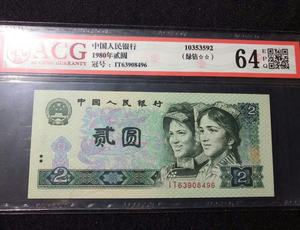 ACG
中国人民银行
1980年贰圆
冠号：IT63908496
10353592
(绿钻☆☆)
64 EPQ
中国人民银行
2
贰圆
2
IT63908496